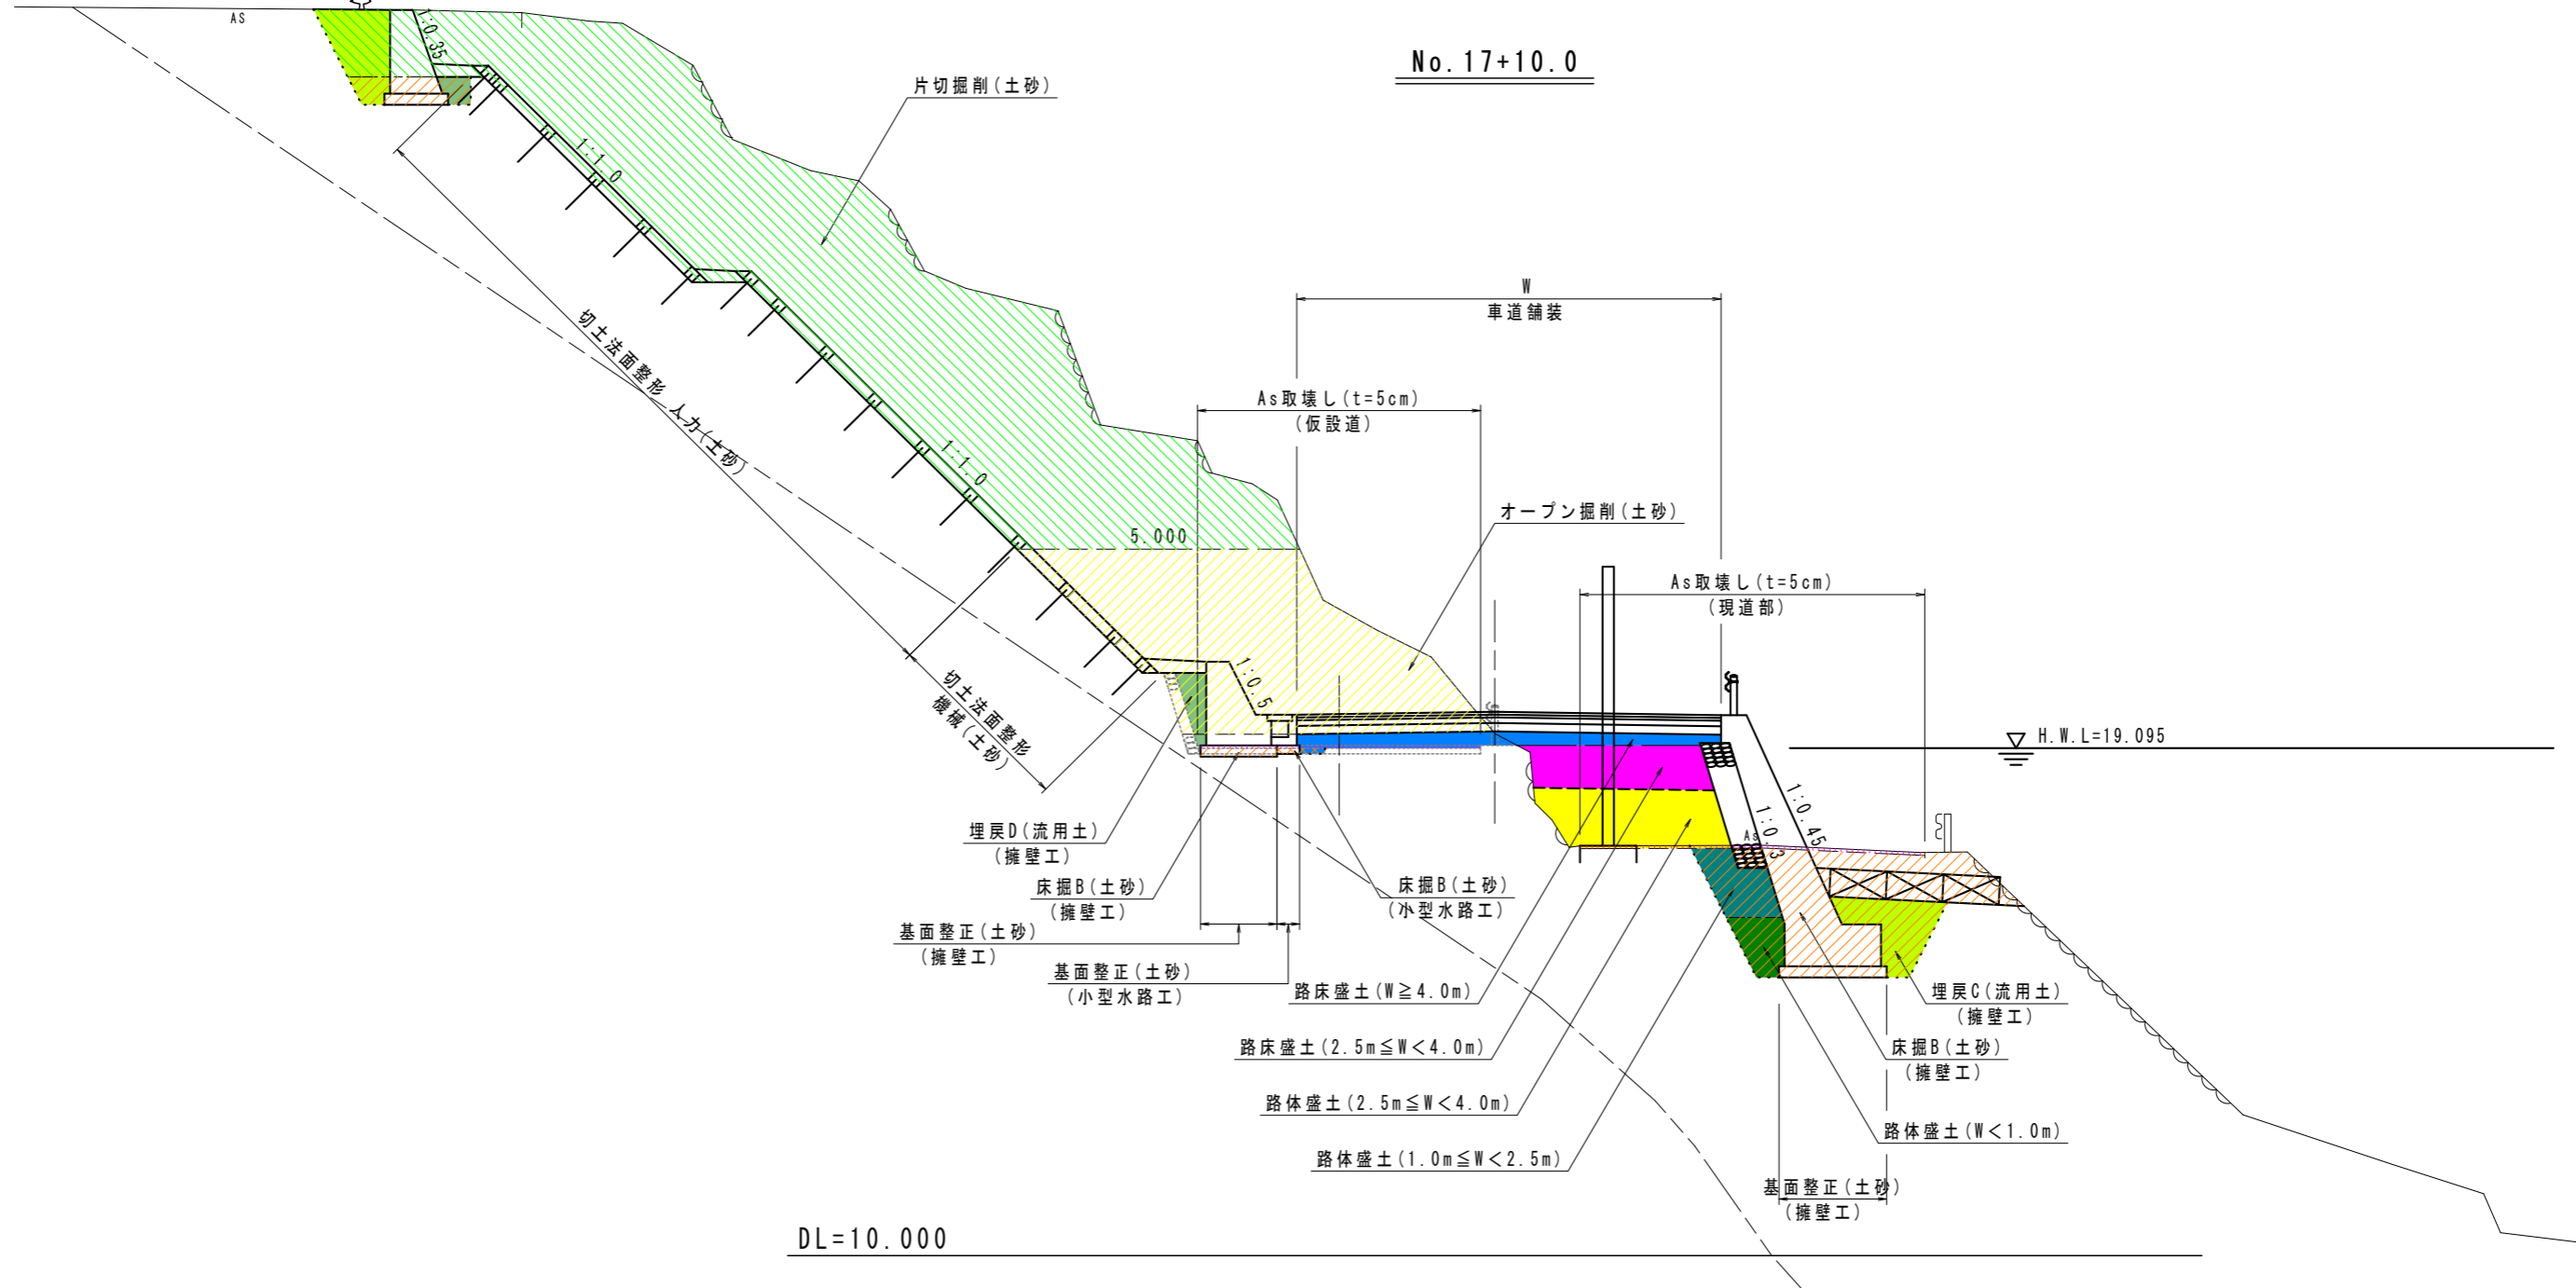 AS
1:0.35
No.17+10.0
片切掘削(土砂)
1:1.0
W
車道舗装
切土法面整形 人力(土砂)
As取壊し(t=5cm)
(仮設道)
1:1.0
5.000
オープン掘削(土砂)
As取壊し(t=5cm)
(現道部)
1:0.5
切土法面整形
機械(土砂)
H.W.L=19.095
1:0.45
1:0.3
As
埋戻D(流用土)
(擁壁工)
床掘B(土砂)
(擁壁工)
床掘B(土砂)
(小型水路工)
基面整正(土砂)
(擁壁工)
基面整正(土砂)
(小型水路工)
路床盛土(W≧4.0m)
埋戻C(流用土)
(擁壁工)
路床盛土(2.5m≦W<4.0m)
床掘B(土砂)
(擁壁工)
路体盛土(2.5m≦W<4.0m)
路体盛土(W<1.0m)
路体盛土(1.0m≦W<2.5m)
基面整正(土砂)
(擁壁工)
DL=10.000